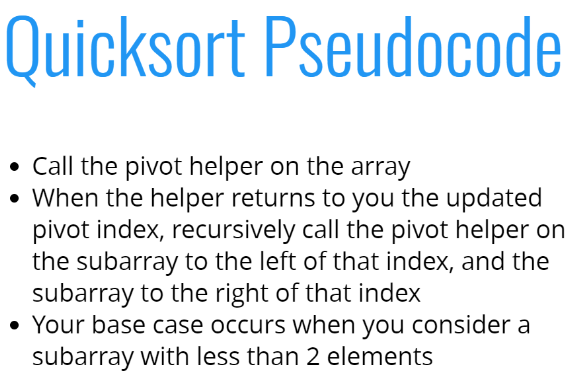 Quicksort Pseudocode
• Call the pivot helper on the array
• When the helper returns to you the updated
pivot index, recursively call the pivot helper on
the subarray to the left of that index, and the
subarray to the right of that index
• Your base case occurs when you consider a
subarray with less than 2 elements